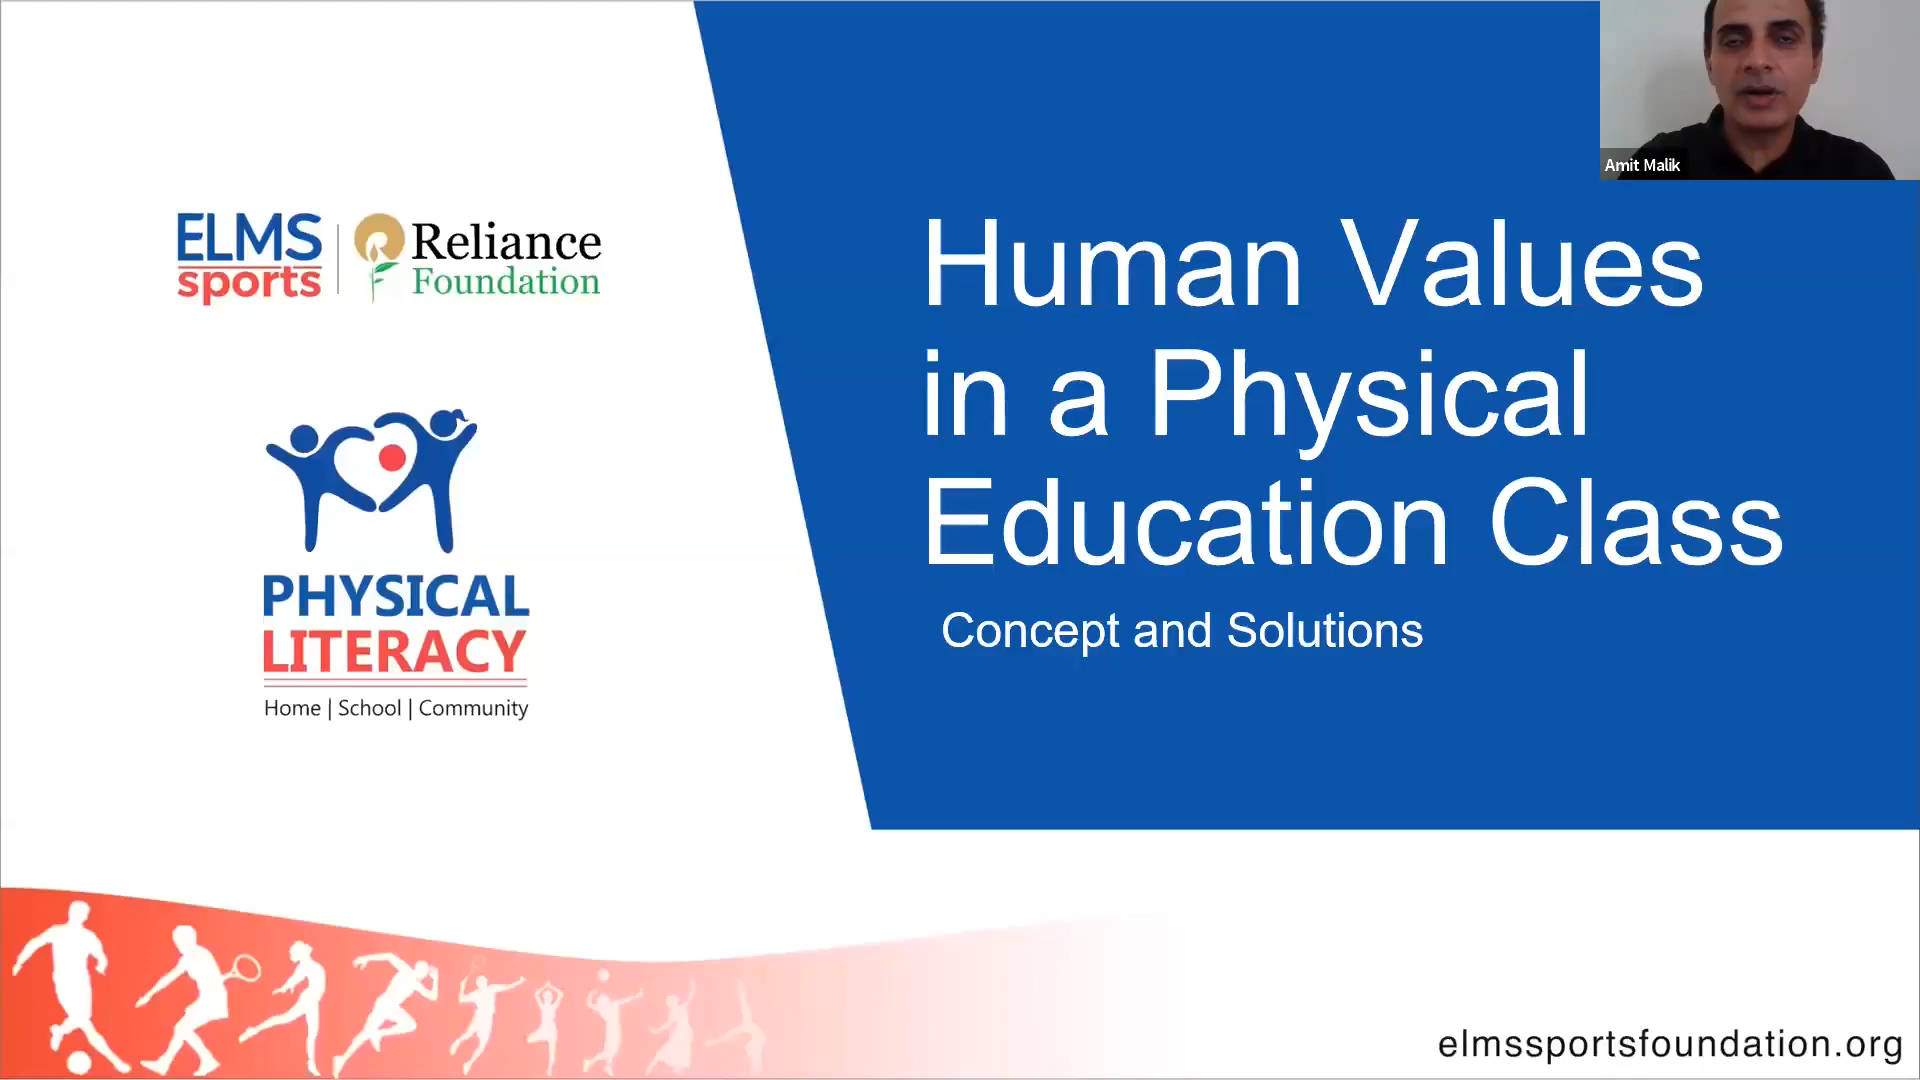 ELMS
sports
Reliance
Foundation
PHYSICAL
LITERACY
Home | School | Community
Amit Malik
Human Values
in a Physical
Education Class
Concept and Solutions
elmssportsfoundation.org